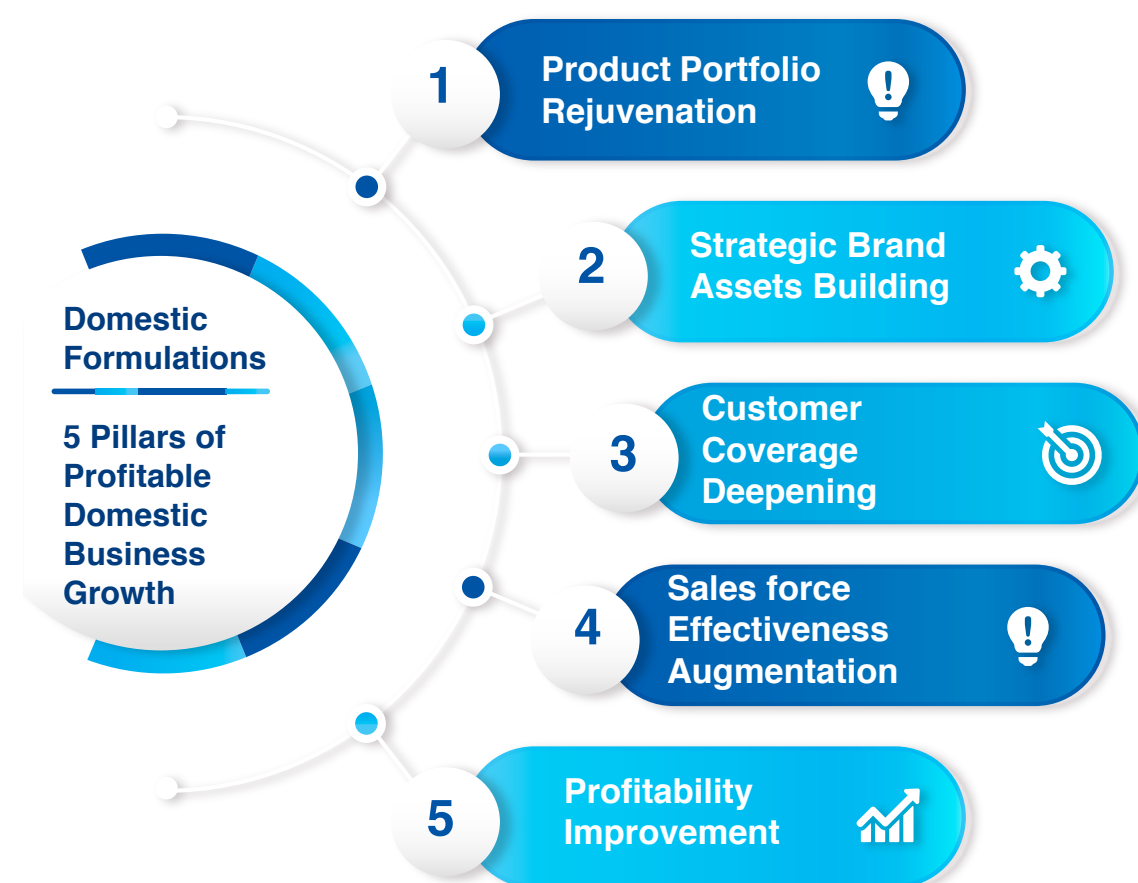 Domestic
Formulations
5 Pillars of
Profitable
Domestic
Business
Growth
1
Product Portfolio
Rejuvenation
2
Strategic Brand
Assets Building
3
Customer
Coverage
Deepening
4
Sales force
Effectiveness
Augmentation
5
Profitability
Improvement